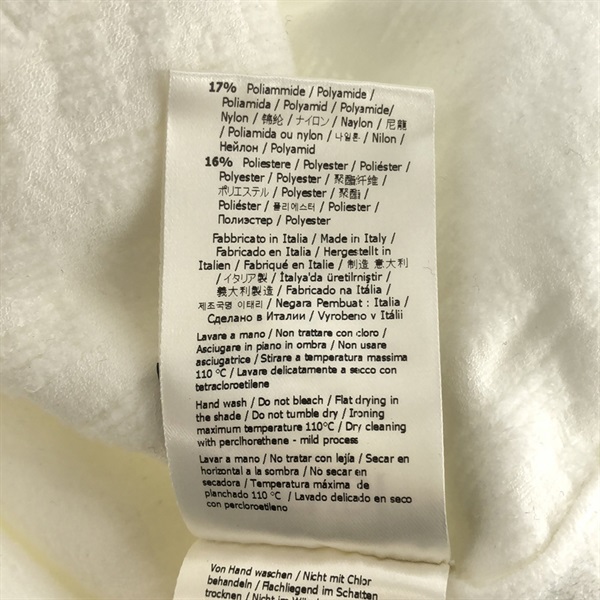 17% Poliammide / Polyamide /
Poliamida / Polyamid / Polyamide/
Nylon / 锦纶 / ナイロン / Naylon / 尼龍
/ Poliamida ou nylon / 나일론 / Nilon /
Нейлон / Polyamid
16% Poliestere / Polyester / Poliéster /
Polyester / Polyester / 聚酯纤维 /
ポリエステル / Polyester / 聚酯 /
Poliéster / 폴리에스터 / Poliester /
Полиэстер / Polyester
Fabbricato in Italia / Made in Italy /
Fabricado en Italia / Hergestellt in
Italien / Fabriqué en Italie / 制造 意大利
/ イタリア製 / İtalya'da üretilmiştir /
義大利製造 / Fabricado na Itália /
제조국명 이태리 / Negara Pembuat : Italia /
Сделано в Италии / Vyrobeno v Itálii
Lavare a mano / Non trattare con cloro /
Asciugare in piano in ombra / Non usare
asciugatrice / Stirare a temperatura massima
110 °C / Lavare delicatamente a secco con
tetracloroetilene
Hand wash / Do not bleach / Flat drying in
the shade / Do not tumble dry / Ironing
maximum temperature 110°C / Dry cleaning
with perclhorethene - mild process
Lavar a mano / No tratar con lejía / Secar en
horizontal a la sombra / No secar en
secadora / Temperatura máxima de
planchado 110 °C / Lavado delicado en seco
con percloroetileno
Von Hand waschen / Nicht mit Chlor
behandeln / Flachliegend im Schatten
trocknen / Nicht im